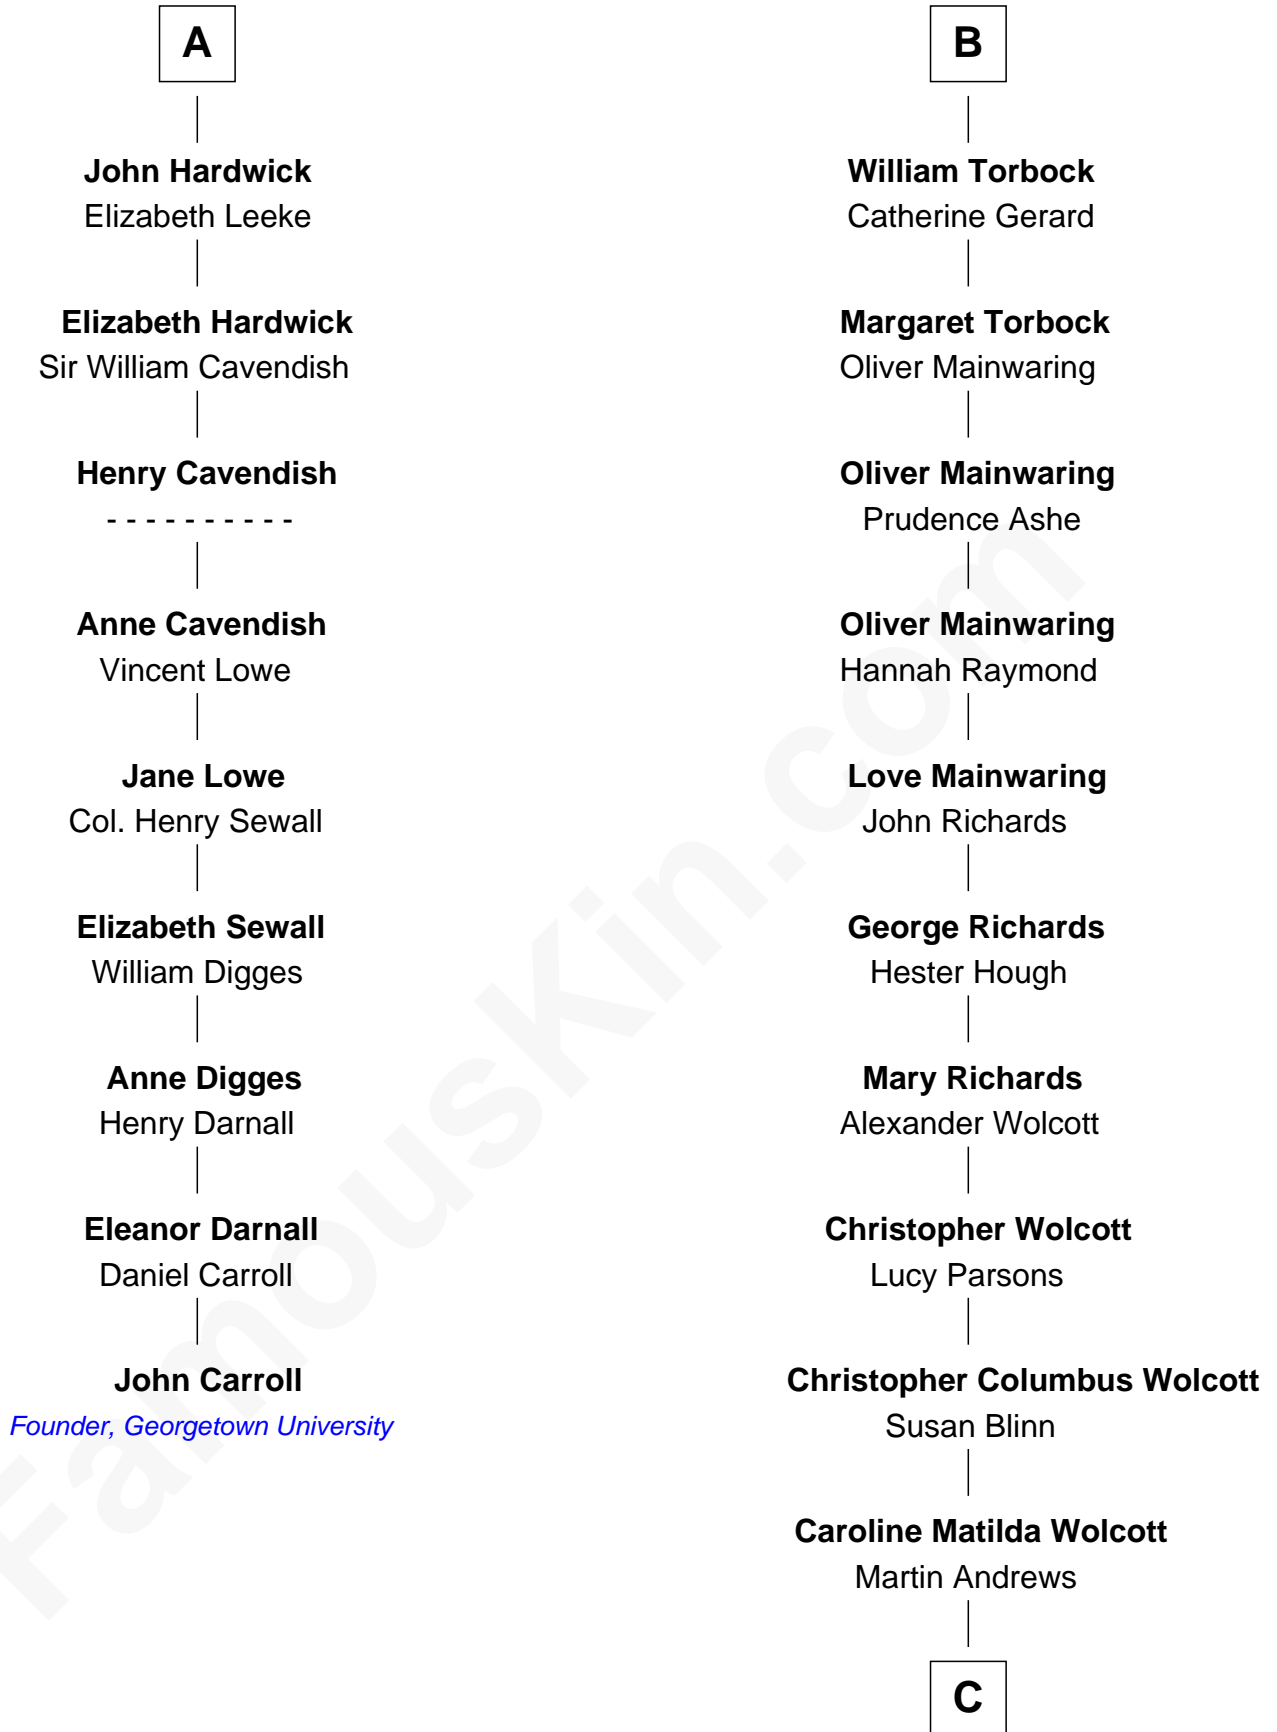 A
John Hardwick
Elizabeth Leeke
Elizabeth Hardwick
Sir William Cavendish
Henry Cavendish
- - - - - - - - - -
Anne Cavendish
Vincent Lowe
Jane Lowe
Col. Henry Sewall
Elizabeth Sewall
William Digges
Anne Digges
Henry Darnall
Eleanor Darnall
Daniel Carroll
John Carroll
Founder, Georgetown University
B
William Torbock
Catherine Gerard
Margaret Torbock
Oliver Mainwaring
Oliver Mainwaring
Prudence Ashe
Oliver Mainwaring
Hannah Raymond
Love Mainwaring
John Richards
George Richards
Hester Hough
Mary Richards
Alexander Wolcott
Christopher Wolcott
Lucy Parsons
Christopher Columbus Wolcott
Susan Blinn
Caroline Matilda Wolcott
Martin Andrews
C
FamousKin.com